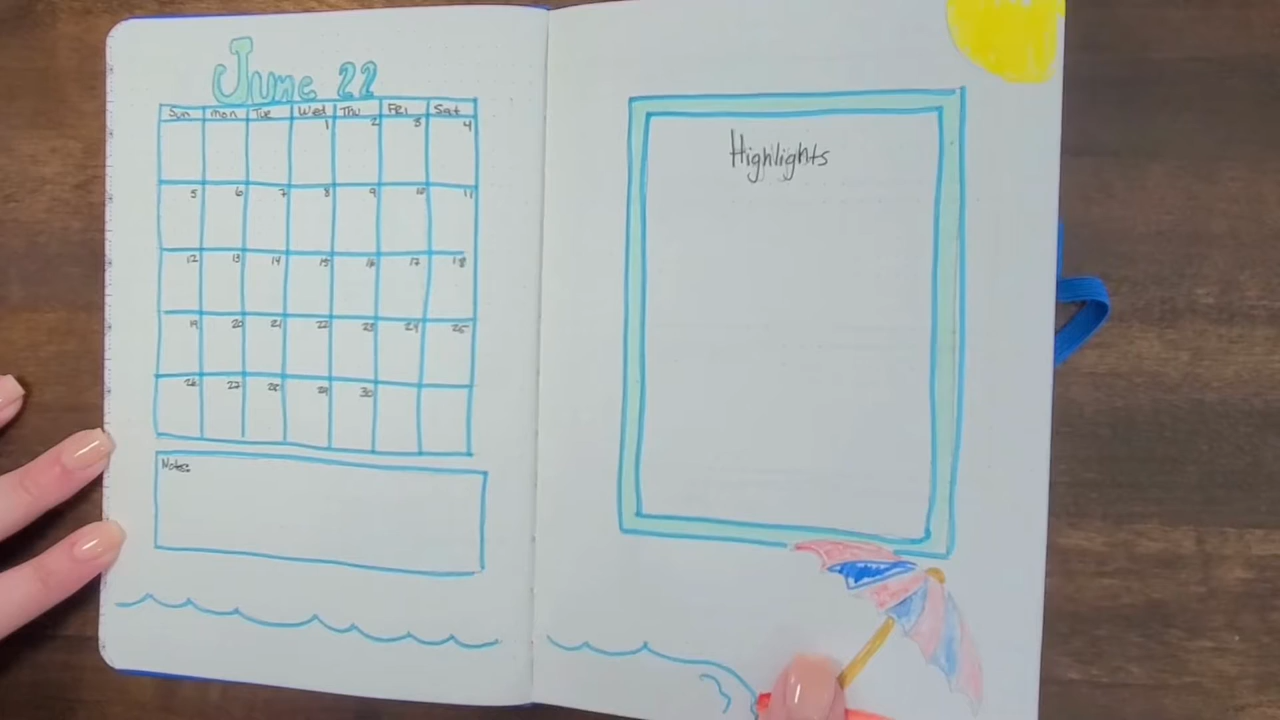 June 22
Sun Mon Tue Wed Thu Fri Sat
1 2 3 4
5 6 7 8 9 10 11
12 13 14 15 16 17 18
19 20 21 22 23 24 25
26 27 28 29 30
Notes:
Highlights